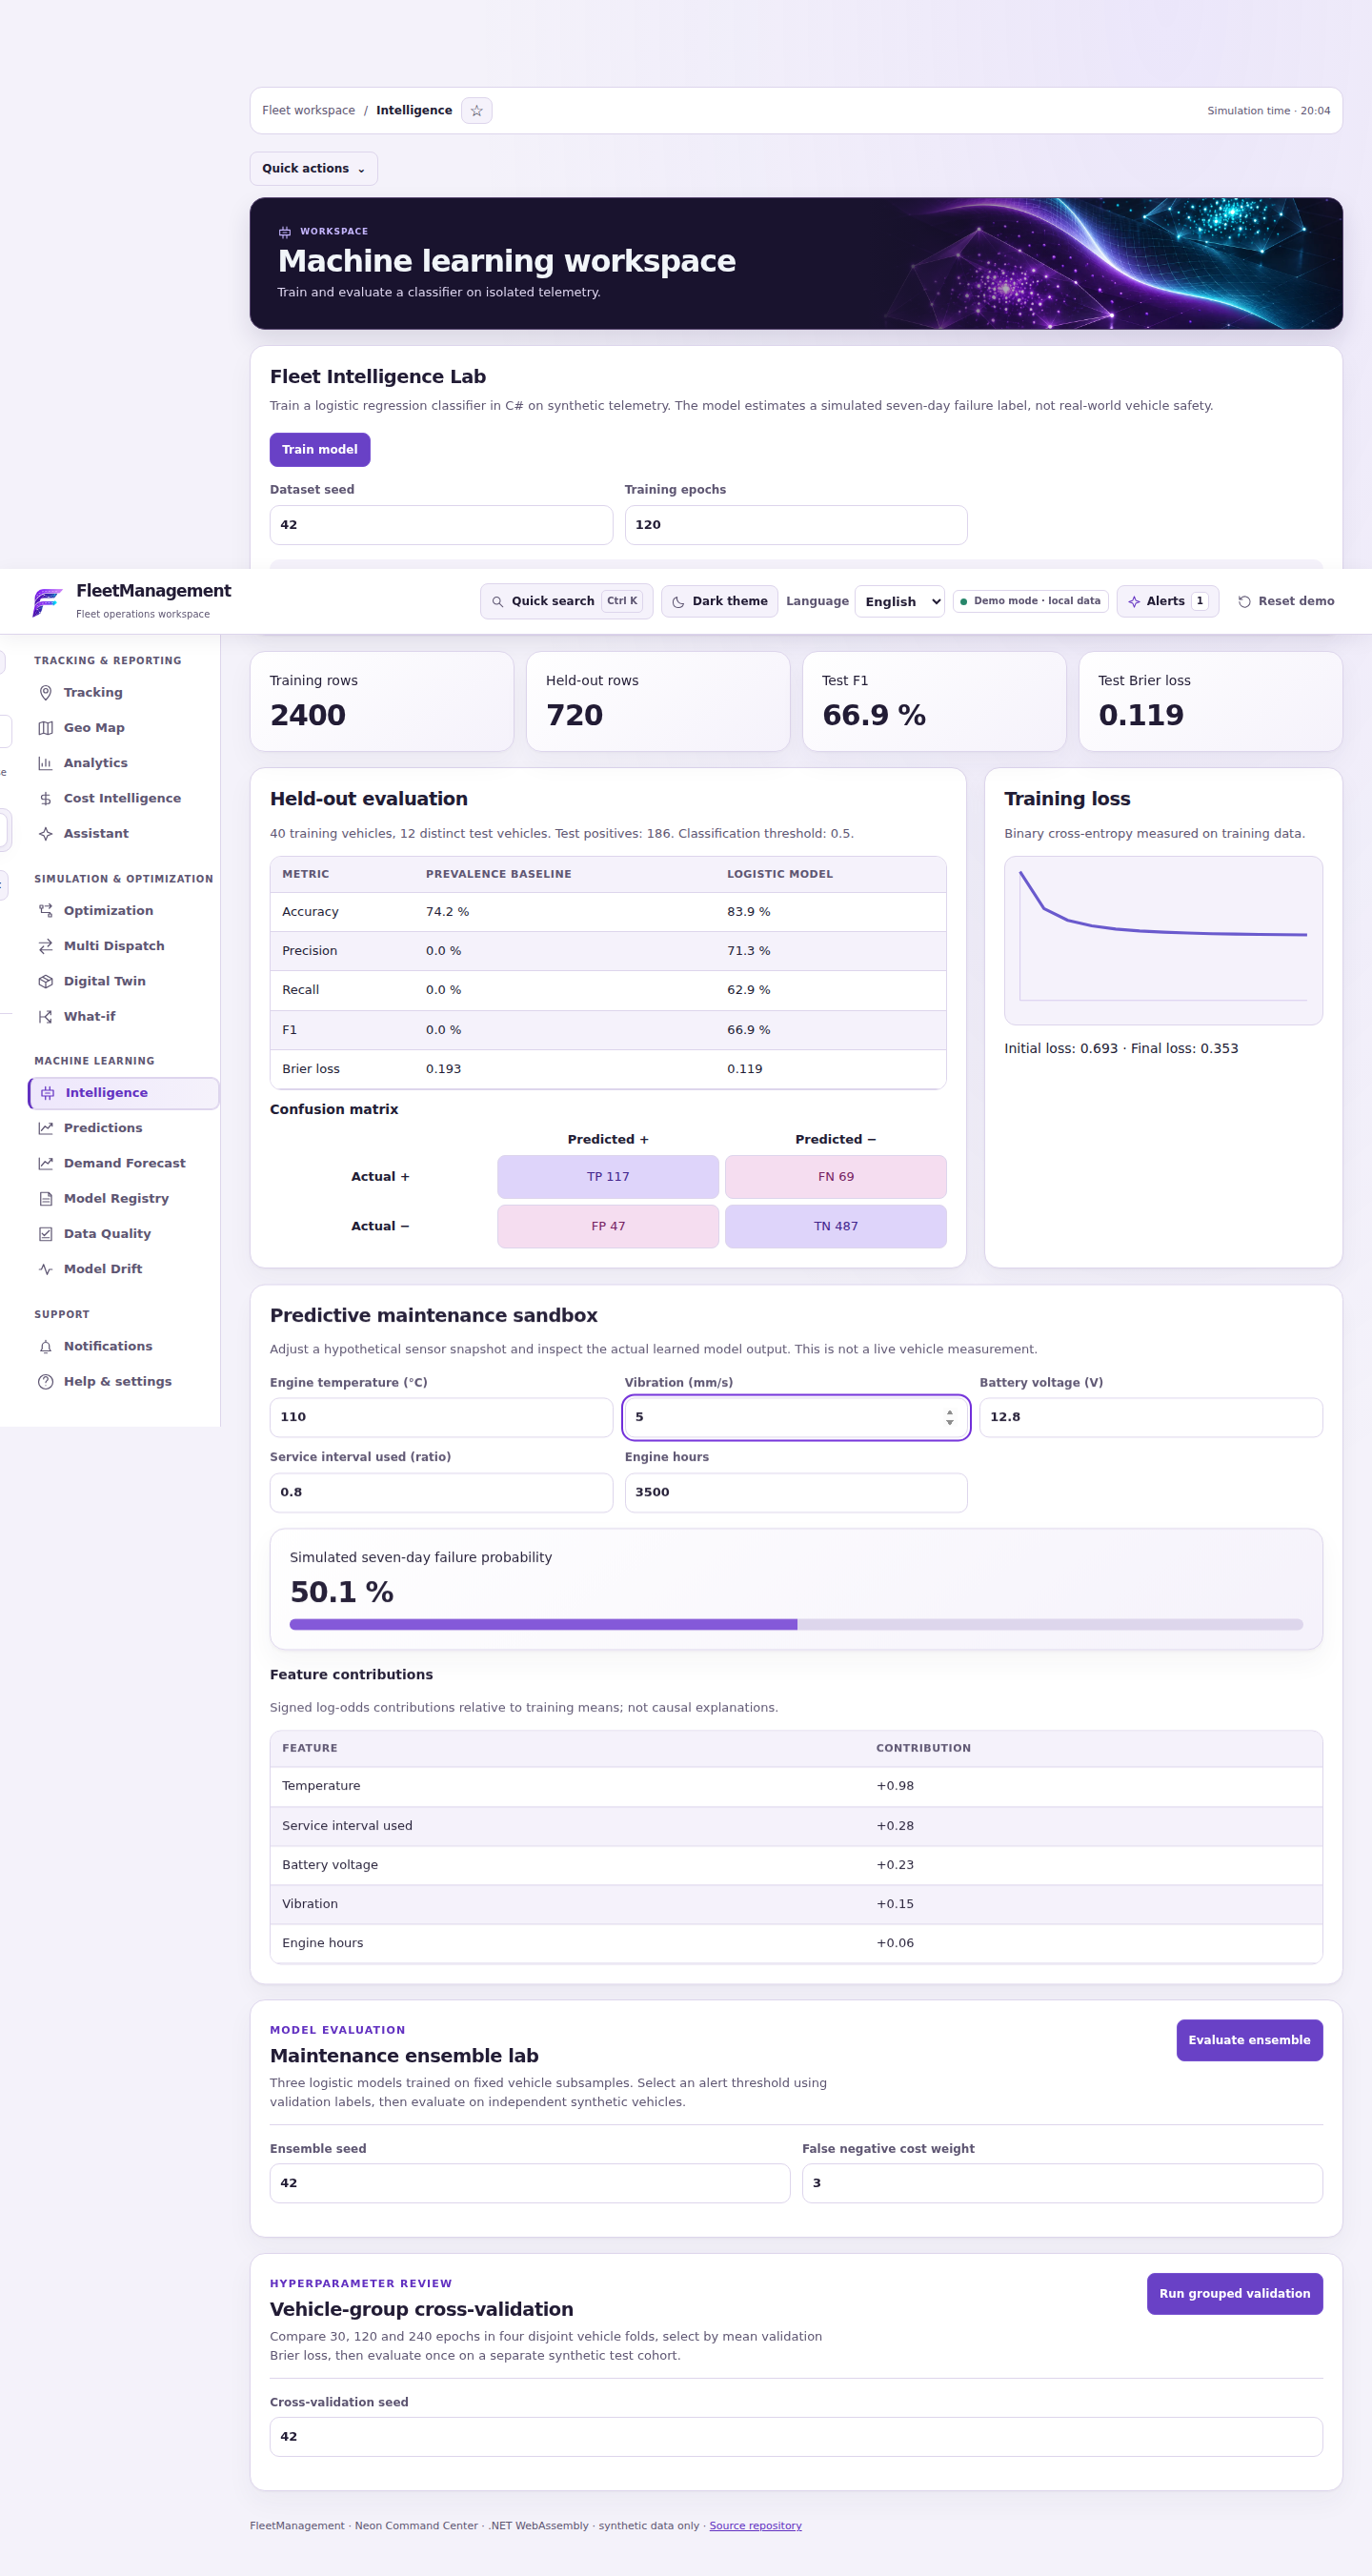 Fleet workspace / Intelligence ☆
Simulation time · 20:04
Quick actions
WORKSPACE
Machine learning workspace
Train and evaluate a classifier on isolated telemetry.
Fleet Intelligence Lab
Train a logistic regression classifier in C# on synthetic telemetry. The model estimates a simulated seven-day failure label, not real-world vehicle safety.
Train model
Dataset seed
Training epochs
42
120
FleetManagement
Fleet operations workspace
Quick search Ctrl K
Dark theme
Language English
Demo mode · local data
Alerts 1
Reset demo
TRACKING & REPORTING
Tracking
Geo Map
Analytics
Cost Intelligence
Assistant
SIMULATION & OPTIMIZATION
Optimization
Multi Dispatch
Digital Twin
What-if
MACHINE LEARNING
Intelligence
Predictions
Demand Forecast
Model Registry
Data Quality
Model Drift
SUPPORT
Notifications
Help & settings
Training rows
2400
Held-out rows
720
Test F1
66.9 %
Test Brier loss
0.119
Held-out evaluation
40 training vehicles, 12 distinct test vehicles. Test positives: 186. Classification threshold: 0.5.
METRIC PREVALENCE BASELINE LOGISTIC MODEL
Accuracy 74.2 % 83.9 %
Precision 0.0 % 71.3 %
Recall 0.0 % 62.9 %
F1 0.0 % 66.9 %
Brier loss 0.193 0.119
Confusion matrix
Predicted + Predicted −
Actual + TP 117 FN 69
Actual − FP 47 TN 487
Training loss
Binary cross-entropy measured on training data.
Initial loss: 0.693 · Final loss: 0.353
Predictive maintenance sandbox
Adjust a hypothetical sensor snapshot and inspect the actual learned model output. This is not a live vehicle measurement.
Engine temperature (°C) Vibration (mm/s) Battery voltage (V)
110 5 12.8
Service interval used (ratio) Engine hours
0.8 3500
Simulated seven-day failure probability
50.1 %
Feature contributions
Signed log-odds contributions relative to training means; not causal explanations.
FEATURE CONTRIBUTION
Temperature +0.98
Service interval used +0.28
Battery voltage +0.23
Vibration +0.15
Engine hours +0.06
MODEL EVALUATION
Maintenance ensemble lab
Three logistic models trained on fixed vehicle subsamples. Select an alert threshold using
validation labels, then evaluate on independent synthetic vehicles.
Evaluate ensemble
Ensemble seed False negative cost weight
42 3
HYPERPARAMETER REVIEW
Vehicle-group cross-validation
Compare 30, 120 and 240 epochs in four disjoint vehicle folds, select by mean validation
Brier loss, then evaluate once on a separate synthetic test cohort.
Run grouped validation
Cross-validation seed
42
FleetManagement · Neon Command Center · .NET WebAssembly · synthetic data only · Source repository